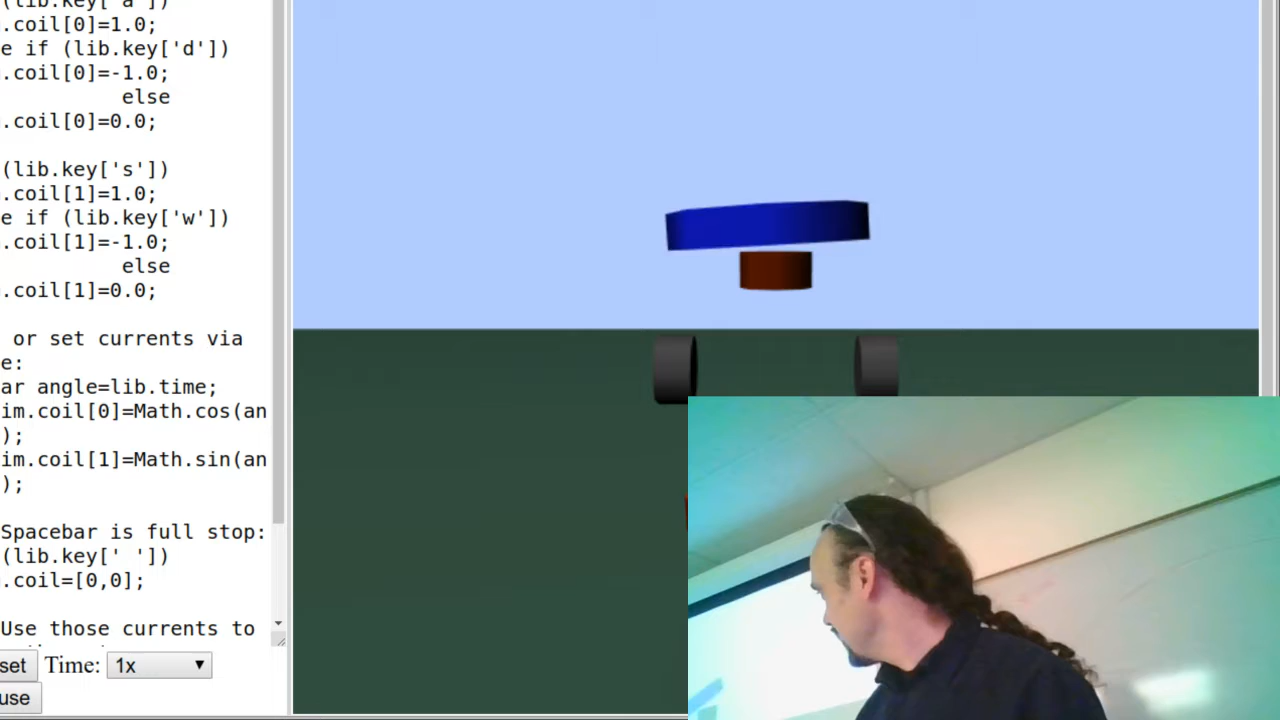 (lib.key['a'])
.coil[0]=1.0;
e if (lib.key['d'])
.coil[0]=-1.0;
else
.coil[0]=0.0;
(lib.key['s'])
.coil[1]=1.0;
e if (lib.key['w'])
.coil[1]=-1.0;
else
.coil[1]=0.0;
or set currents via
e:
ar angle=lib.time;
im.coil[0]=Math.cos(an
);
im.coil[1]=Math.sin(an
);
Spacebar is full stop:
(lib.key[' '])
.coil=[0,0];
Use those currents to
set Time: 1x
use